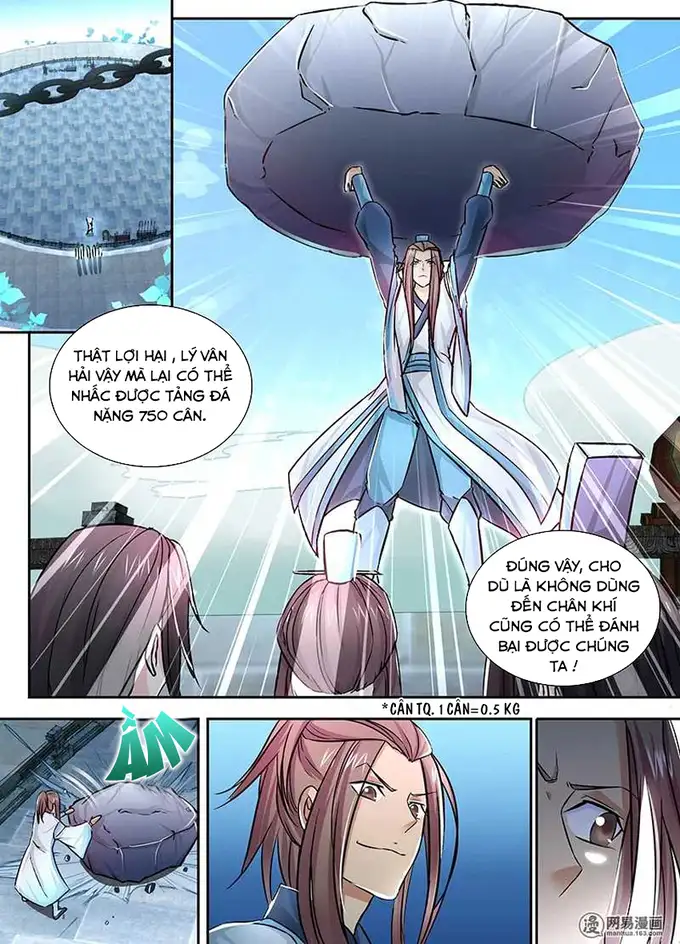 THẬT LỢI HẠI , LÝ VÂN
HẢI VẬY MÃ LẠI CÓ THỂ
NHẤC ĐƯỢC TẢNG ĐÁ
NẶNG 750 CÂN.
ĐÚNG VẬY, CHO
DÙ LÀ KHÔNG DÙNG
ĐẾN CHÂN KHÍ
CŨNG CÓ THỂ ĐÁNH
BẠI ĐƯỢC CHÚNG
TA !
*CÂN TQ. 1 CÂN= 0.5 KG
ẦM
网易漫画
manhua.163.com